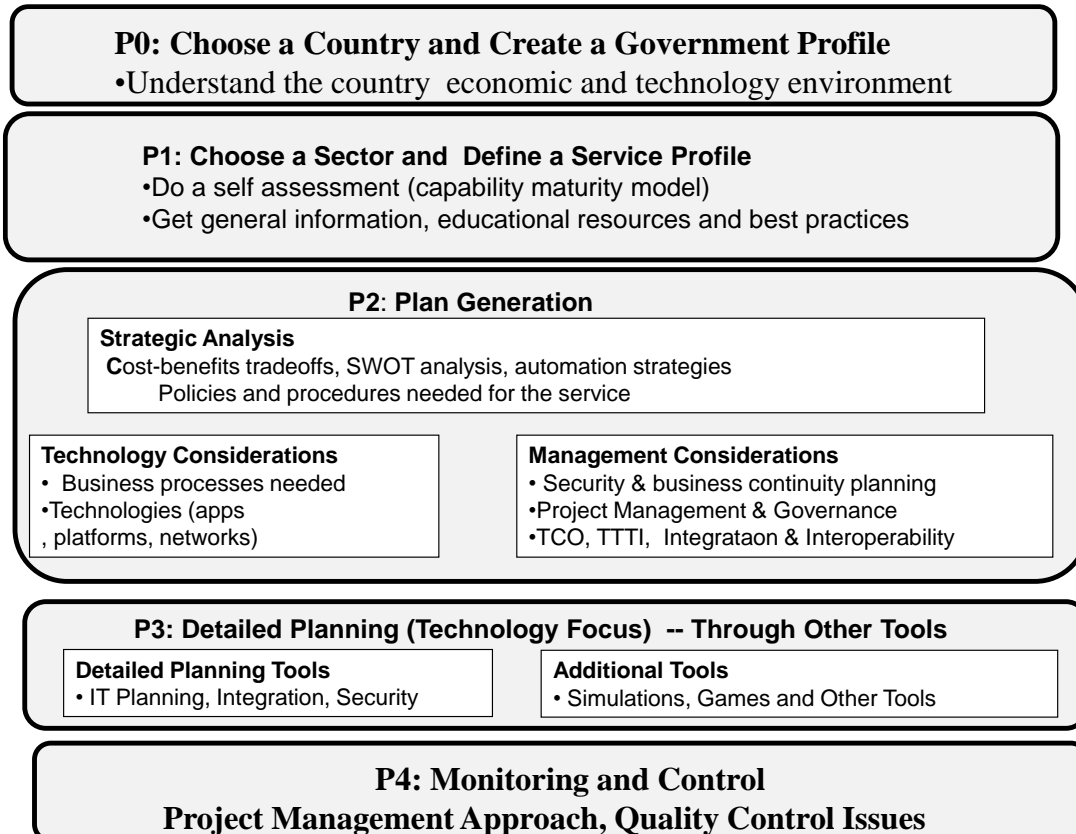 P0: Choose a Country and Create a Government Profile
•Understand the country economic and technology environment
P1: Choose a Sector and Define a Service Profile
•Do a self assessment (capability maturity model)
•Get general information, educational resources and best practices
P2: Plan Generation
Strategic Analysis
Cost-benefits tradeoffs, SWOT analysis, automation strategies
Policies and procedures needed for the service
Technology Considerations
• Business processes needed
•Technologies (apps
, platforms, networks)
Management Considerations
• Security & business continuity planning
•Project Management & Governance
•TCO, TTTI, Integrataon & Interoperability
P3: Detailed Planning (Technology Focus) -- Through Other Tools
Detailed Planning Tools
• IT Planning, Integration, Security
Additional Tools
• Simulations, Games and Other Tools
P4: Monitoring and Control
Project Management Approach, Quality Control Issues